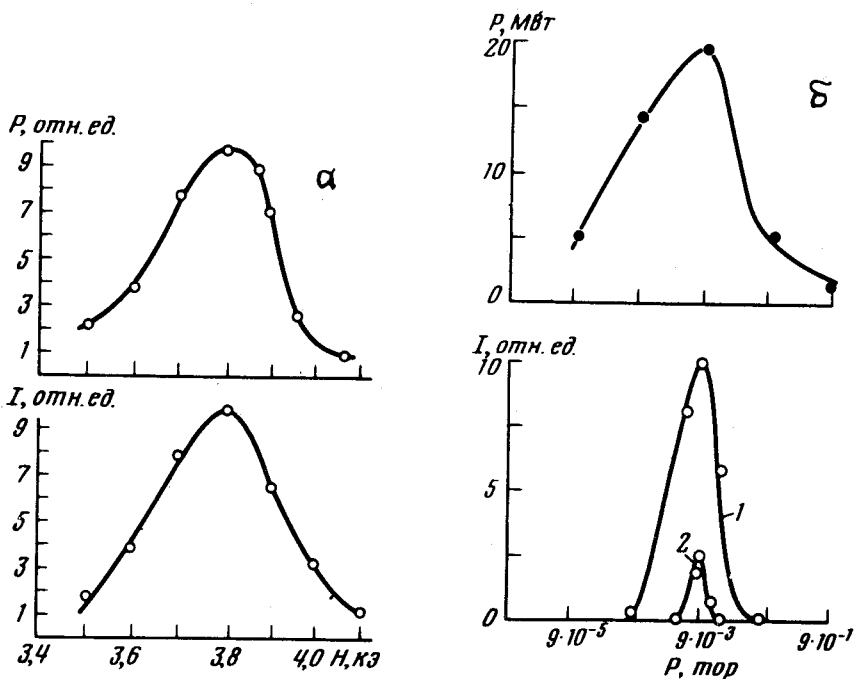 P, отн. ед.
9
7
5
3
1
а
I, отн. ед.
9
7
5
3
1
3,4 3,6 3,8 4,0 H, кэ
P, МВт
20
10
0
б
I, отн. ед.
10
5
0
1
2
9·10⁻⁵ 9·10⁻³ 9·10⁻¹
P, тор